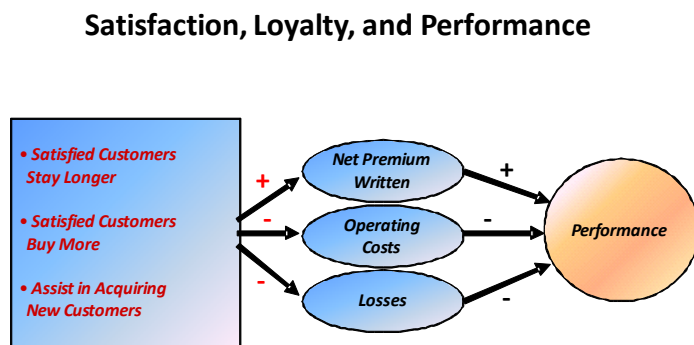 Satisfaction, Loyalty, and Performance
• Satisfied Customers
Stay Longer
• Satisfied Customers
Buy More
• Assist in Acquiring
New Customers
+
-
-
Net Premium
Written
Operating
Costs
Losses
+
-
-
Performance